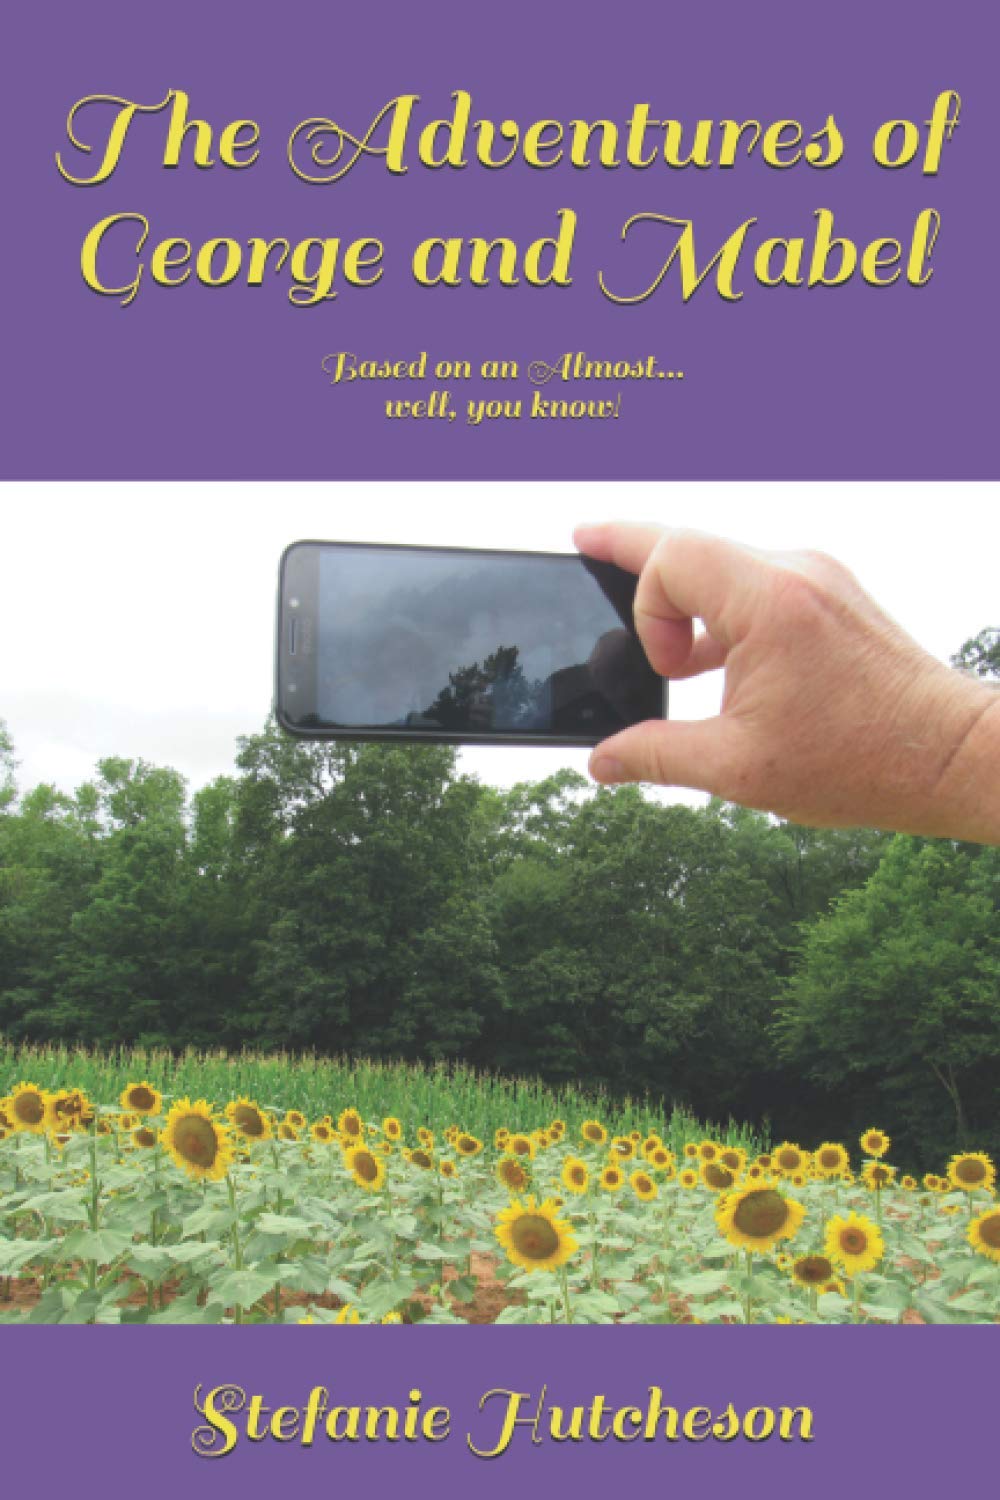 The Adventures of
George and Mabel
Based on an Almost...
well, you know!
Stefanie Hutcheson